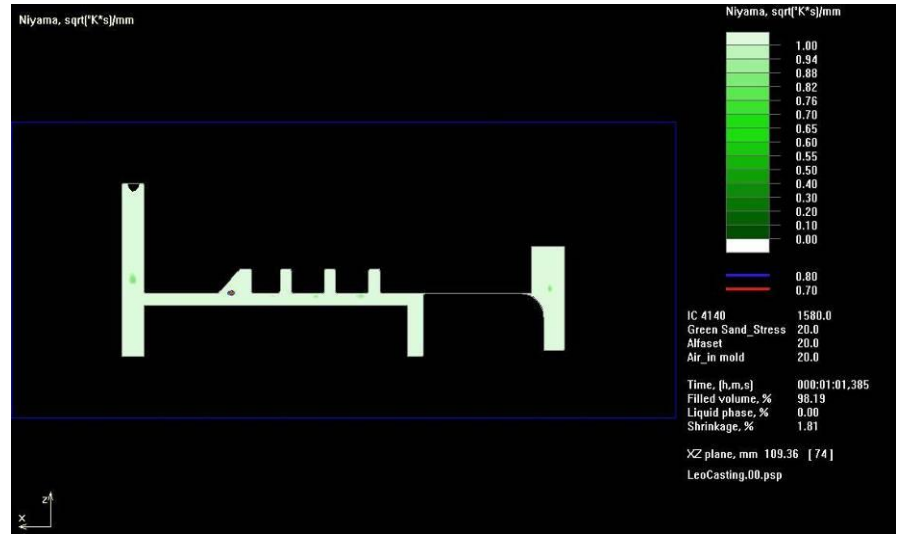 Niyama, sqrt("K*s)/mm
Niyama, sqrt("K*s)/mm
1.00
0.94
0.88
0.82
0.76
0.70
0.65
0.60
0.55
0.50
0.40
0.30
0.20
0.10
0.00
0.80
0.70
IC 4140 1580.0
Green Sand_Stress 20.0
Alfaset 20.0
Air_in mold 20.0
Time, (h,m,s) 000:01:01,385
Filled volume, % 98.19
Liquid phase, % 0.00
Shrinkage, % 1.81
XZ plane, mm 109.36 [74]
LeoCasting.00.psp
z
x